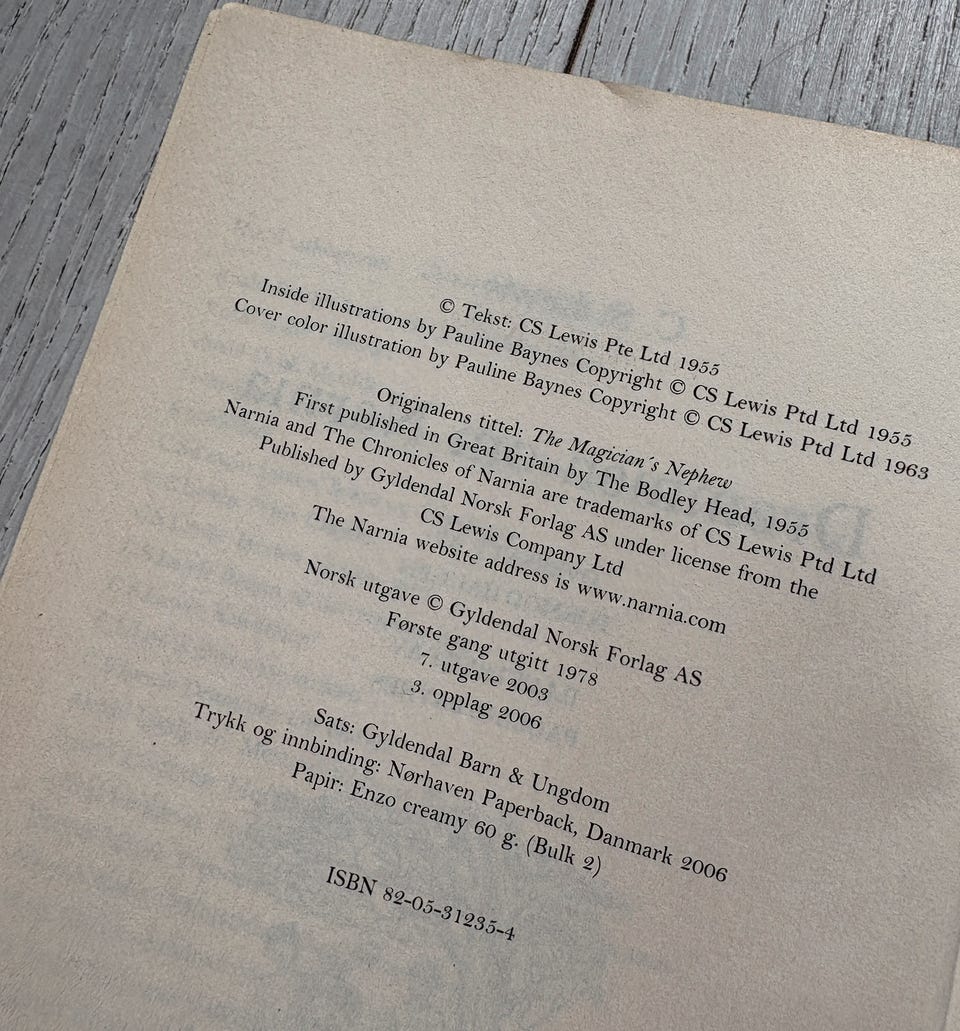 © Tekst: CS Lewis Pte Ltd 1955
Inside illustrations by Pauline Baynes Copyright © CS Lewis Ptd Ltd 1955
Cover color illustration by Pauline Baynes Copyright © CS Lewis Ptd Ltd 1963
Originalens tittel: The Magician´s Nephew
First published in Great Britain by The Bodley Head, 1955
Narnia and The Chronicles of Narnia are trademarks of CS Lewis Ptd Ltd
Published by Gyldendal Norsk Forlag AS under license from the
CS Lewis Company Ltd
The Narnia website address is www.narnia.com
Norsk utgave © Gyldendal Norsk Forlag AS
Første gang utgitt 1978
7. utgave 2003
3. opplag 2006
Sats: Gyldendal Barn & Ungdom
Trykk og innbinding: Nørhaven Paperback, Danmark 2006
Papir: Enzo creamy 60 g. (Bulk 2)
ISBN 82-05-31235-4